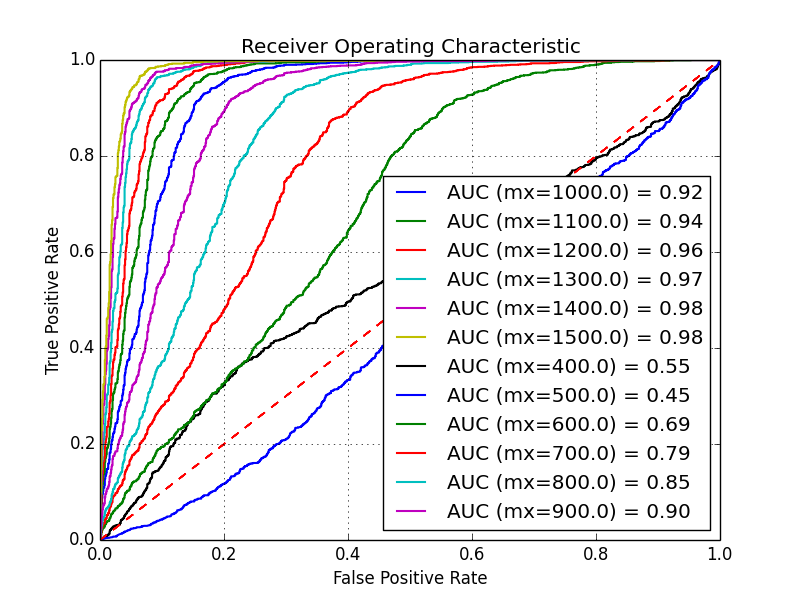 Receiver Operating Characteristic
1.0
0.8
0.6
0.4
0.2
0.0
True Positive Rate
AUC (mx=1000.0) = 0.92
AUC (mx=1100.0) = 0.94
AUC (mx=1200.0) = 0.96
AUC (mx=1300.0) = 0.97
AUC (mx=1400.0) = 0.98
AUC (mx=1500.0) = 0.98
AUC (mx=400.0) = 0.55
AUC (mx=500.0) = 0.45
AUC (mx=600.0) = 0.69
AUC (mx=700.0) = 0.79
AUC (mx=800.0) = 0.85
AUC (mx=900.0) = 0.90
0.0 0.2 0.4 0.6 0.8 1.0
False Positive Rate